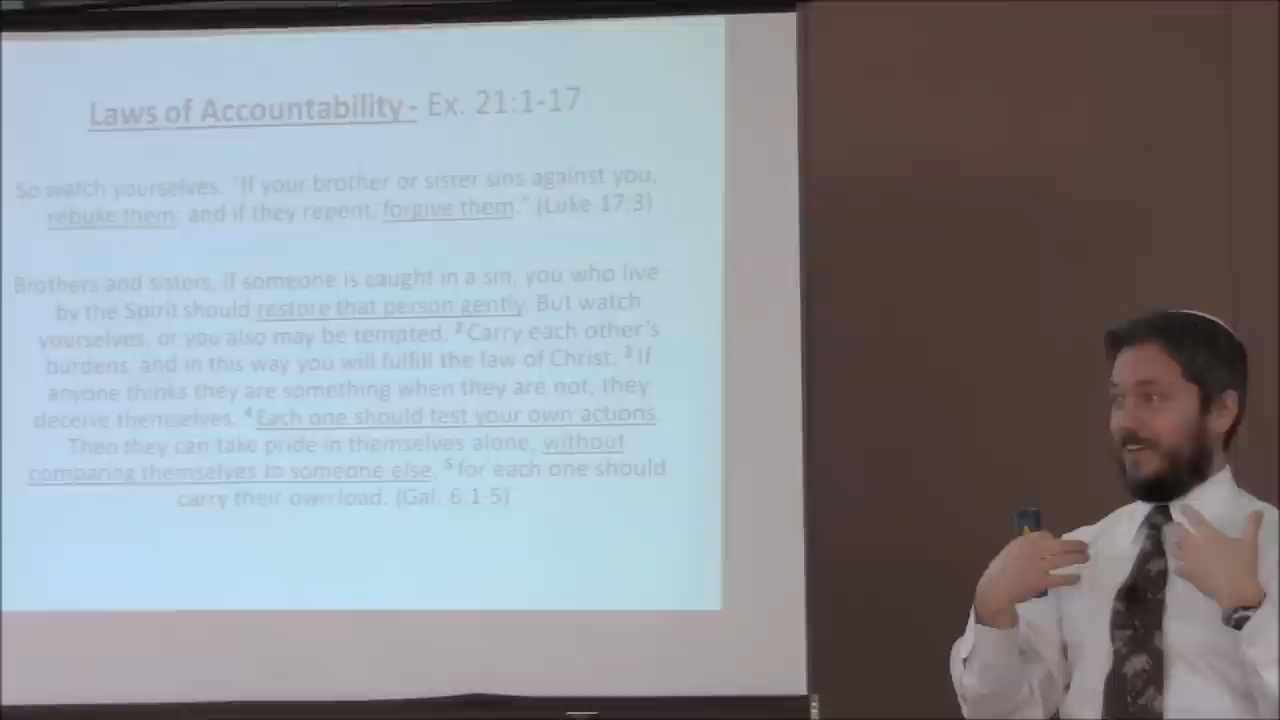 Laws of Accountability - Ex. 21:1-17
So watch yourselves. "If your brother or sister sins against you,
rebuke them; and if they repent, forgive them." (Luke 17:3)
Brothers and sisters, if someone is caught in a sin, you who live
by the Spirit should restore that person gently. But watch
yourselves, or you also may be tempted. 2 Carry each other's
burdens, and in this way you will fulfill the law of Christ. 3 If
anyone thinks they are something when they are not, they
deceive themselves. 4 Each one should test your own actions.
Then they can take pride in themselves alone, without
comparing themselves to someone else, 5 for each one should
carry their own load. (Gal. 6:1-5)